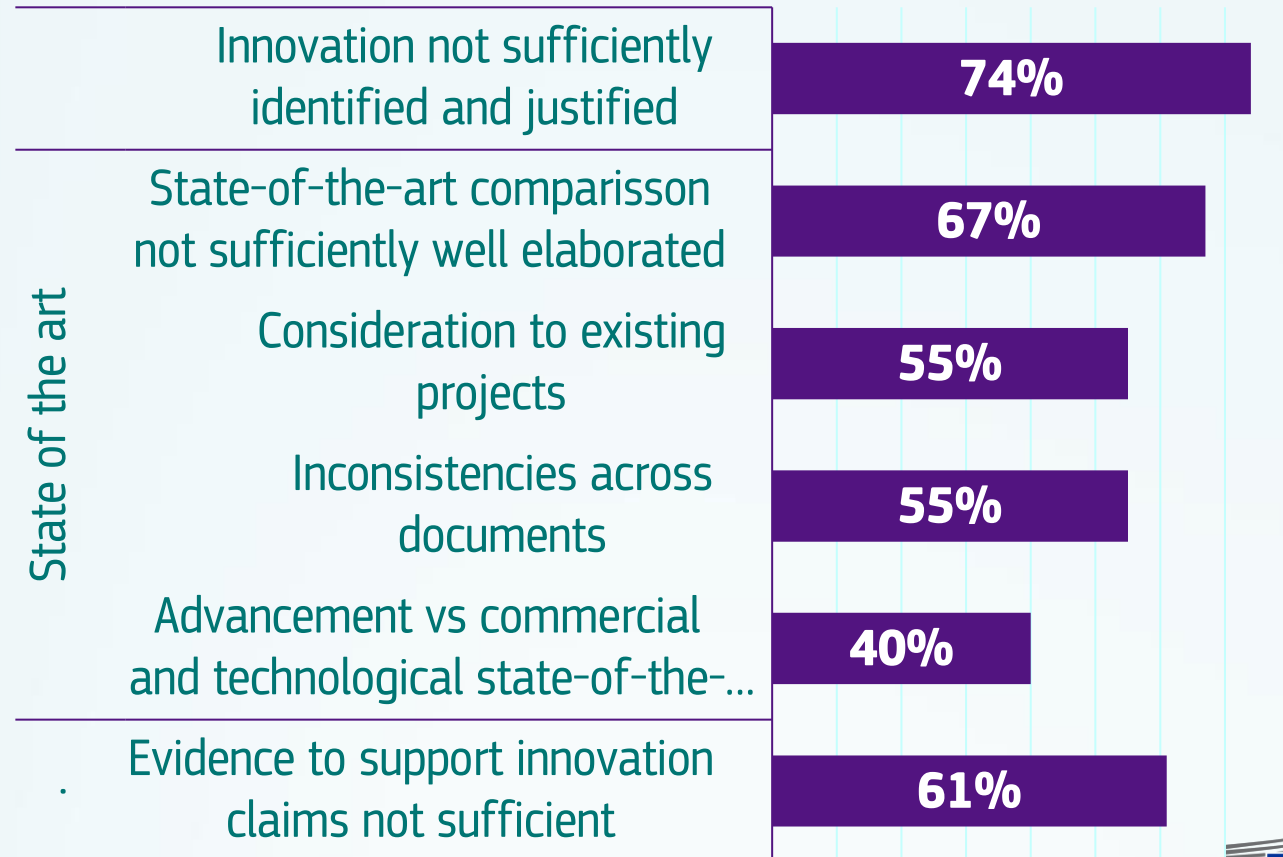 Innovation not sufficiently
identified and justified
74%
State of the art
State-of-the-art comparisson
not sufficiently well elaborated
67%
Consideration to existing
projects
55%
Inconsistencies across
documents
55%
Advancement vs commercial
and technological state-of-the-...
40%
.
Evidence to support innovation
claims not sufficient
61%